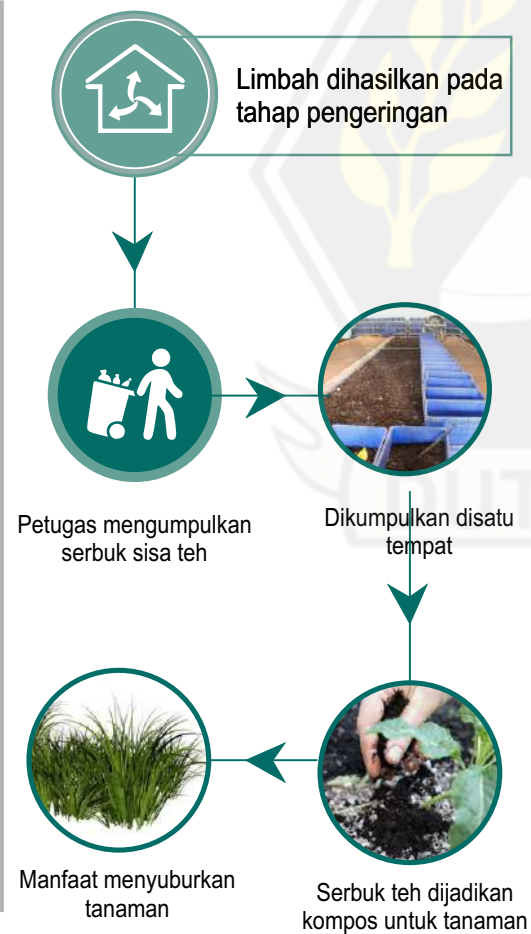 Limbah dihasilkan pada
tahap pengeringan
Petugas mengumpulkan
serbuk sisa teh
Dikumpulkan disatu
tempat
DUT
Manfaat menyuburkan
tanaman
Serbuk teh dijadikan
kompos untuk tanaman